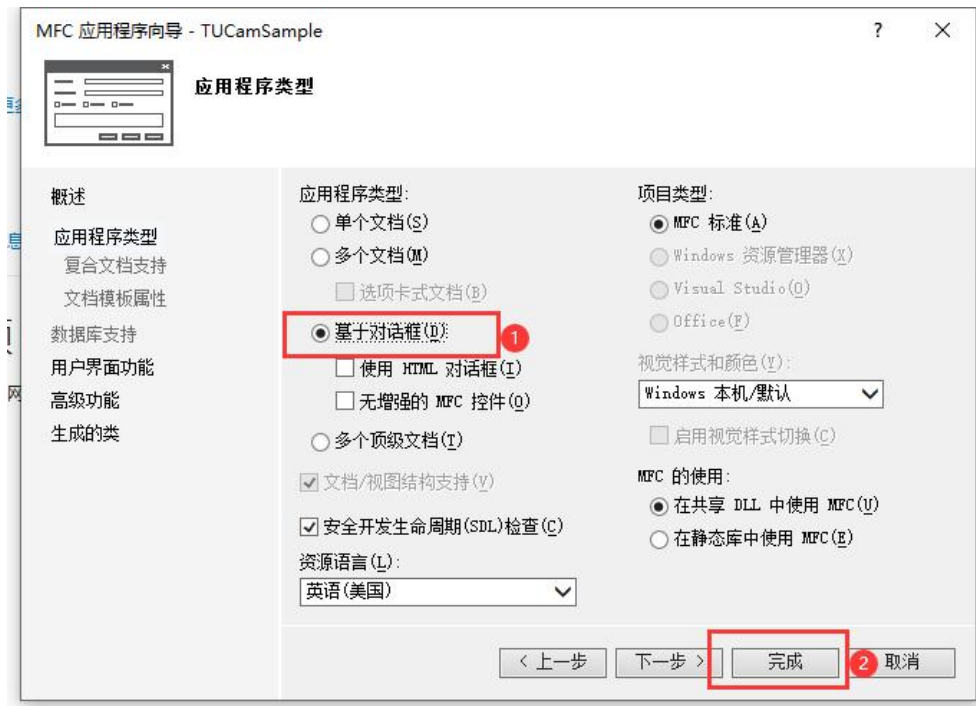 MFC 应用程序向导 - TUCamSample
?
应用程序类型
概述
应用程序类型
复合文档支持
文档模板属性
数据库支持
用户界面功能
高级功能
生成的类
应用程序类型:
单个文档(S)
多个文档(M)
选项卡式文档(B)
基于对话框(D):
1
使用 HTML 对话框(I)
无增强的 MFC 控件(O)
多个顶级文档(T)
文档/视图结构支持(V)
安全开发生命周期(SDL)检查(C)
资源语言(L):
英语(美国)
项目类型:
MFC 标准(A)
Windows 资源管理器(X)
Visual Studio(O)
Office(F)
视觉样式和颜色(Y):
Windows 本机/默认
启用视觉样式切换(C)
MFC 的使用:
在共享 DLL 中使用 MFC(U)
在静态库中使用 MFC(E)
< 上一步
下一步 >
完成
2
取消